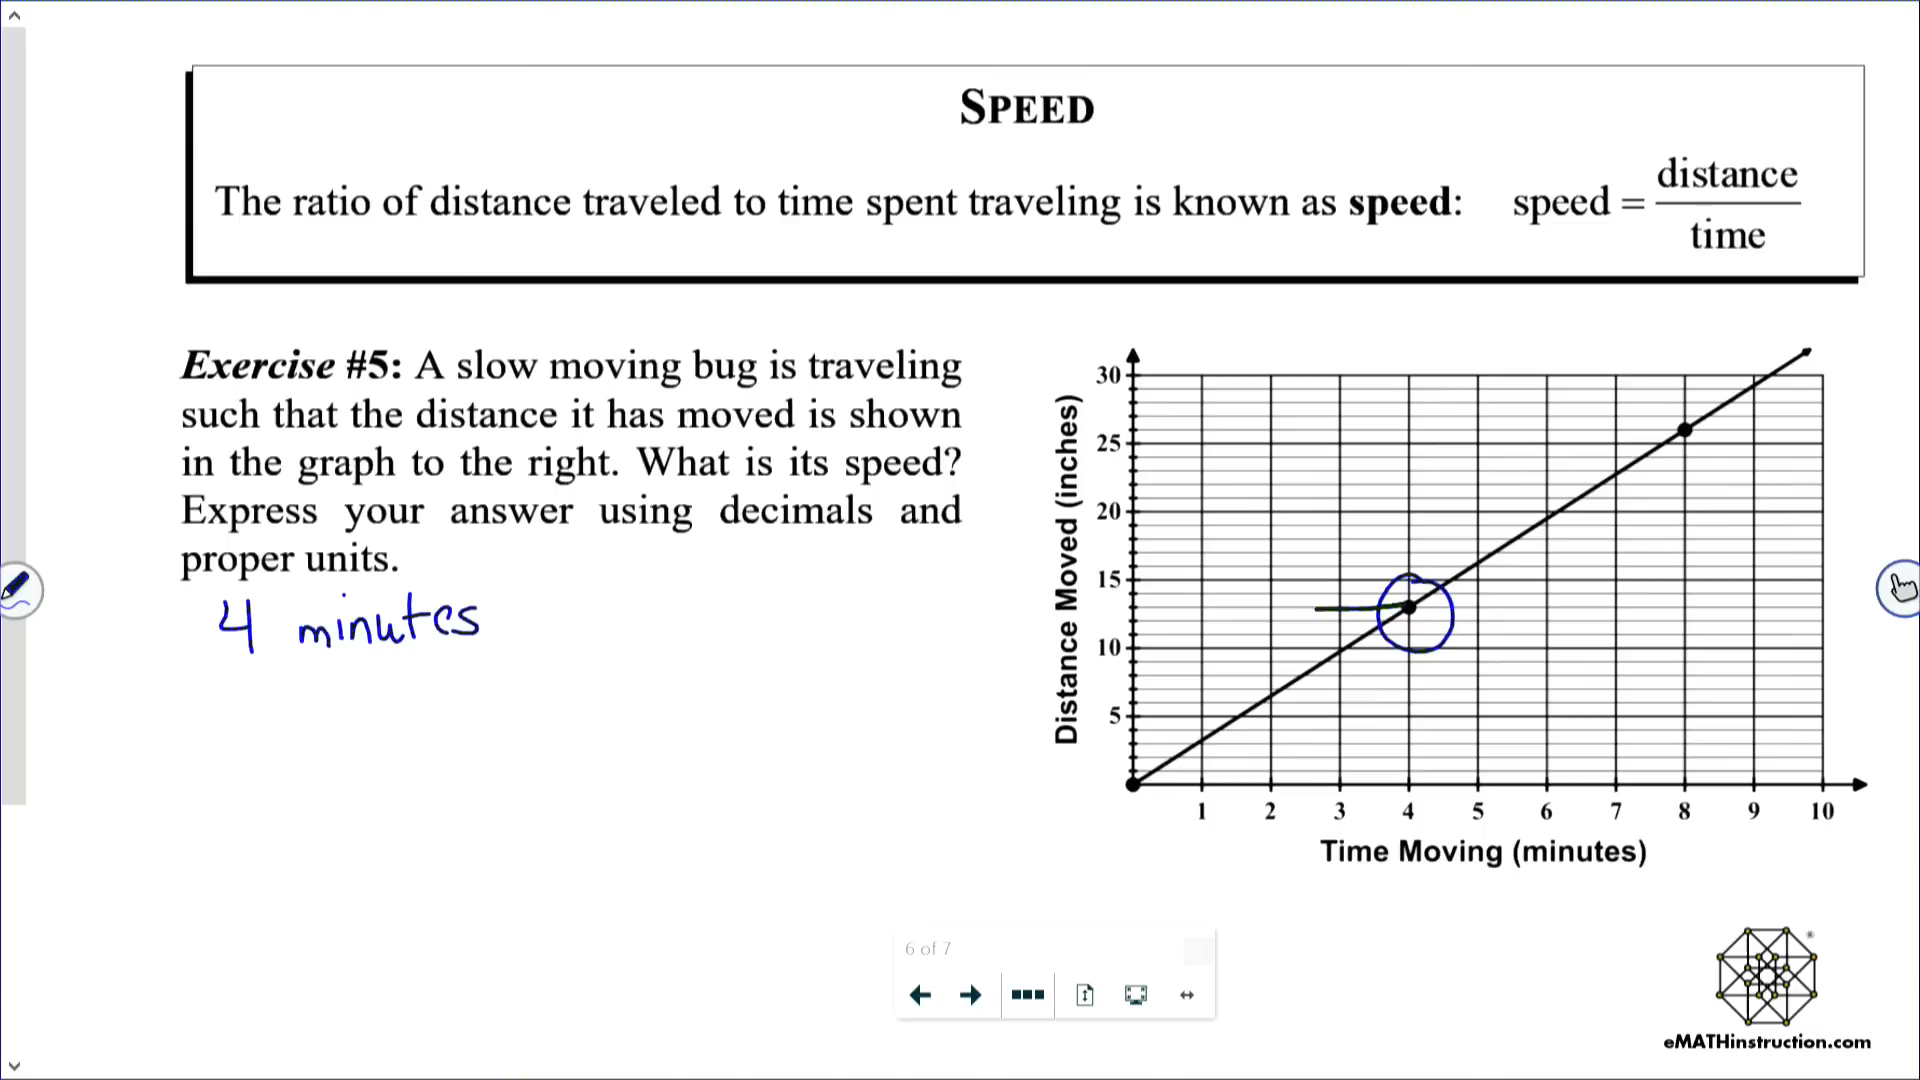 SPEED
The ratio of distance traveled to time spent traveling is known as speed: speed = distance / time
Exercise #5: A slow moving bug is traveling
such that the distance it has moved is shown
in the graph to the right. What is its speed?
Express your answer using decimals and
proper units.
4 minutes
Distance Moved (inches)
30
25
20
15
10
5
1 2 3 4 5 6 7 8 9 10
Time Moving (minutes)
6 of 7
®
eMATHinstruction.com